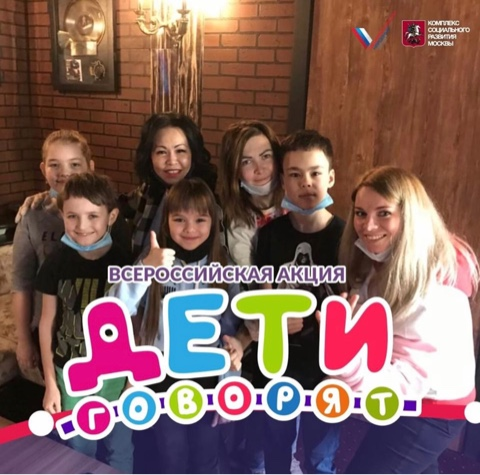 КОМПЛЕКС
СОЦИАЛЬНОГО
РАЗВИТИЯ
МОСКВЫ
ВСЕРОССИЙСКАЯ АКЦИЯ
ДЕТИ
ГОВОРЯТ